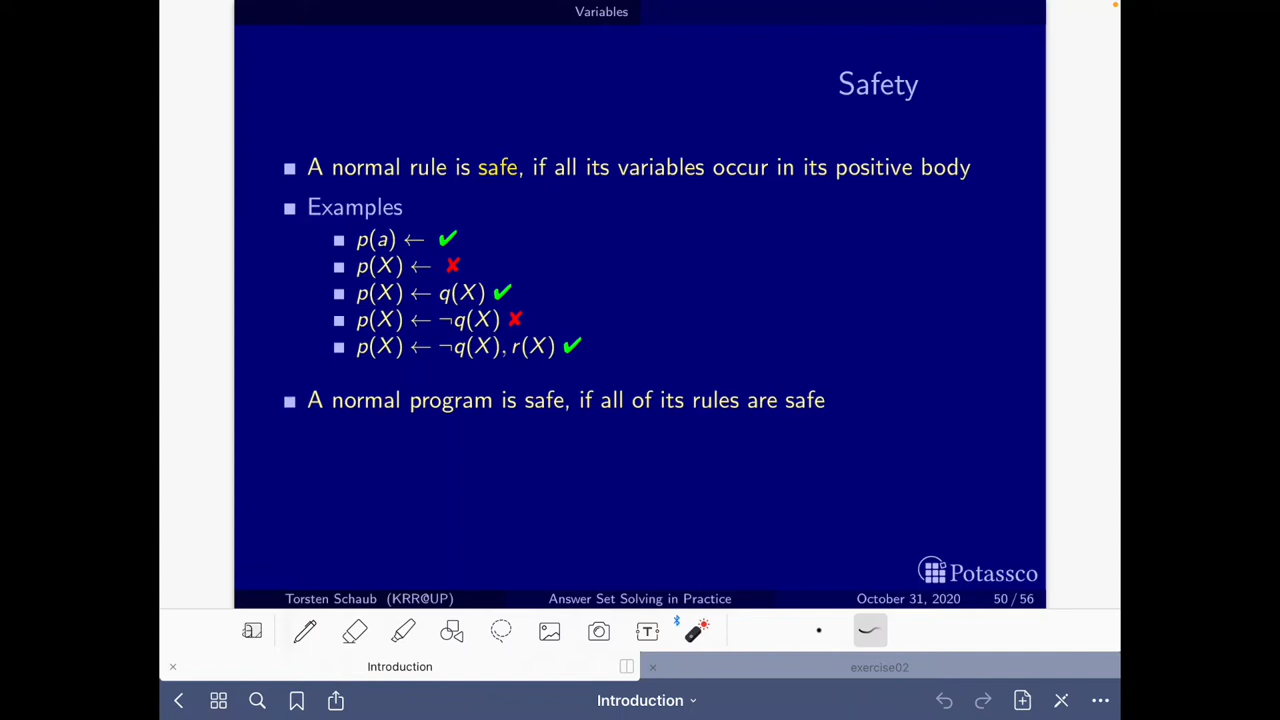 Variables
Safety
■ A normal rule is safe, if all its variables occur in its positive body
■ Examples
■ p(a) ← ✔
■ p(X) ← ✘
■ p(X) ← q(X) ✔
■ p(X) ← ¬q(X) ✘
■ p(X) ← ¬q(X), r(X) ✔
■ A normal program is safe, if all of its rules are safe
Potassco
Torsten Schaub (KRR@UP) Answer Set Solving in Practice October 31, 2020 50 / 56
T
× Introduction × exercise02
Introduction